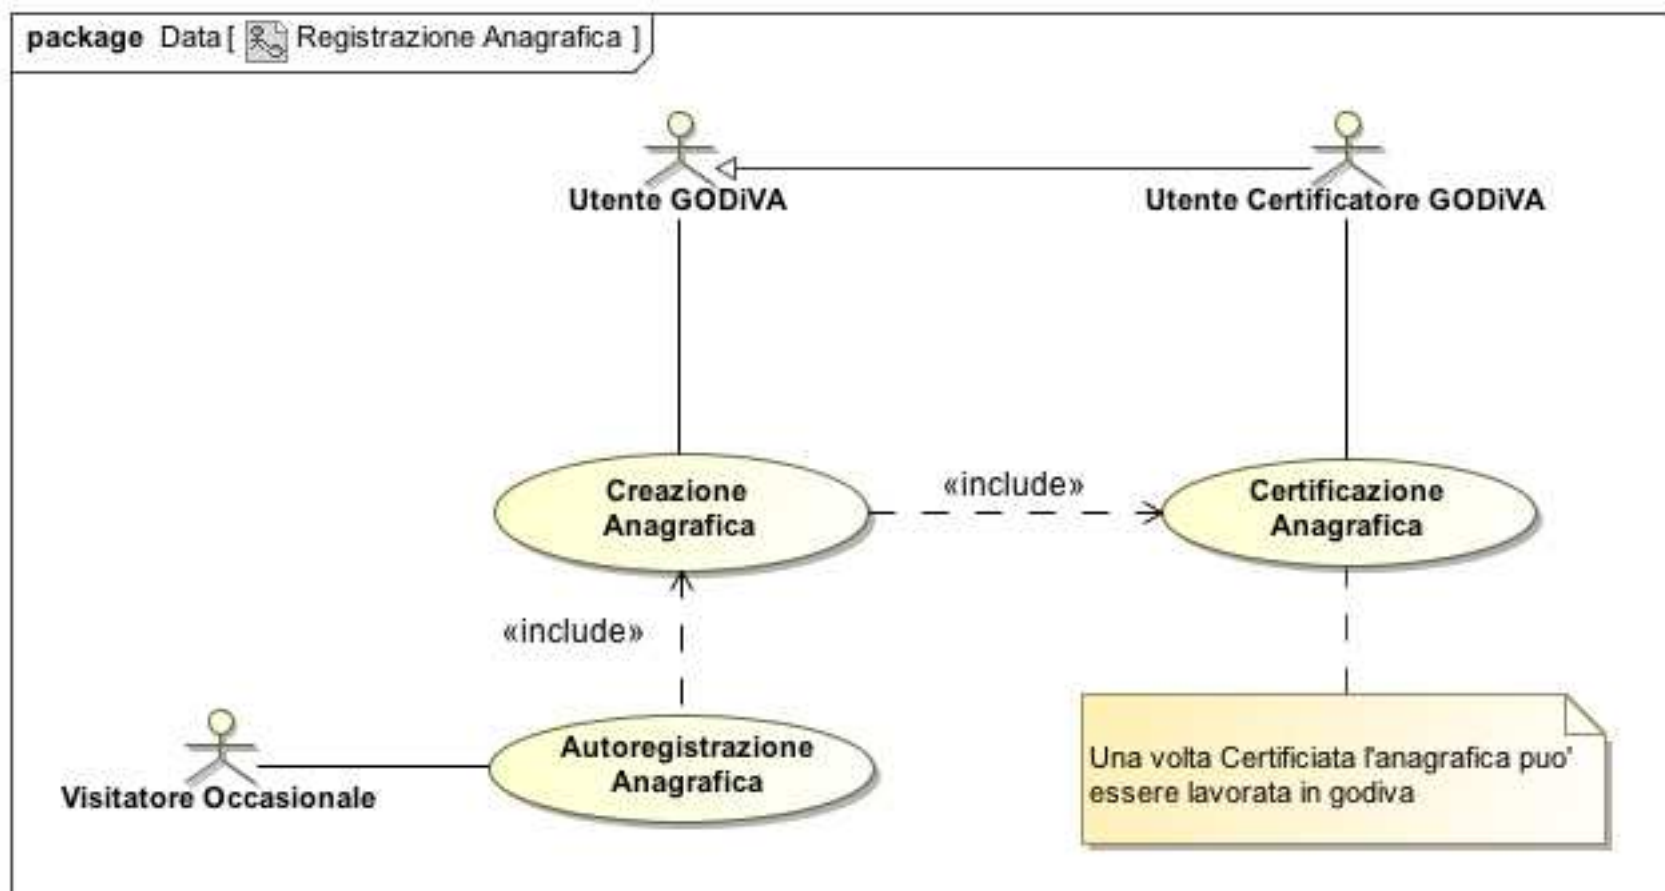 package Data [ Registrazione Anagrafica ]
Utente GODiVA
Utente Certificatore GODiVA
Creazione
Anagrafica
«include»
Certificazione
Anagrafica
«include»
Autoregistrazione
Anagrafica
Visitatore Occasionale
Una volta Certificiata l'anagrafica puo'
essere lavorata in godiva